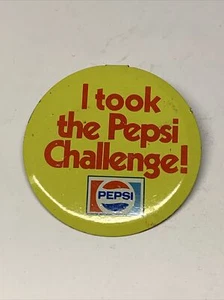 I took
the Pepsi
Challenge!
PEPSI